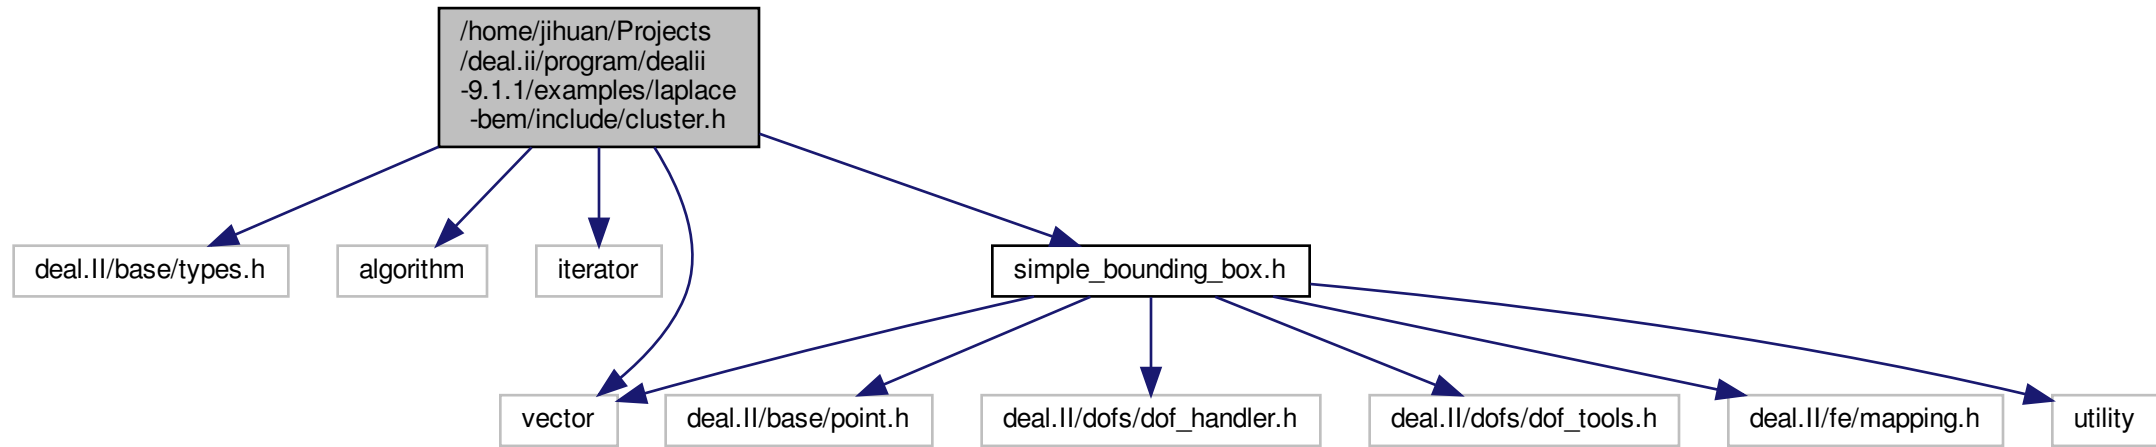 /home/jihuan/Projects
/deal.ii/program/dealii
-9.1.1/examples/laplace
-bem/include/cluster.h
deal.II/base/types.h
algorithm
iterator
simple_bounding_box.h
vector
deal.II/base/point.h
deal.II/dofs/dof_handler.h
deal.II/dofs/dof_tools.h
deal.II/fe/mapping.h
utility